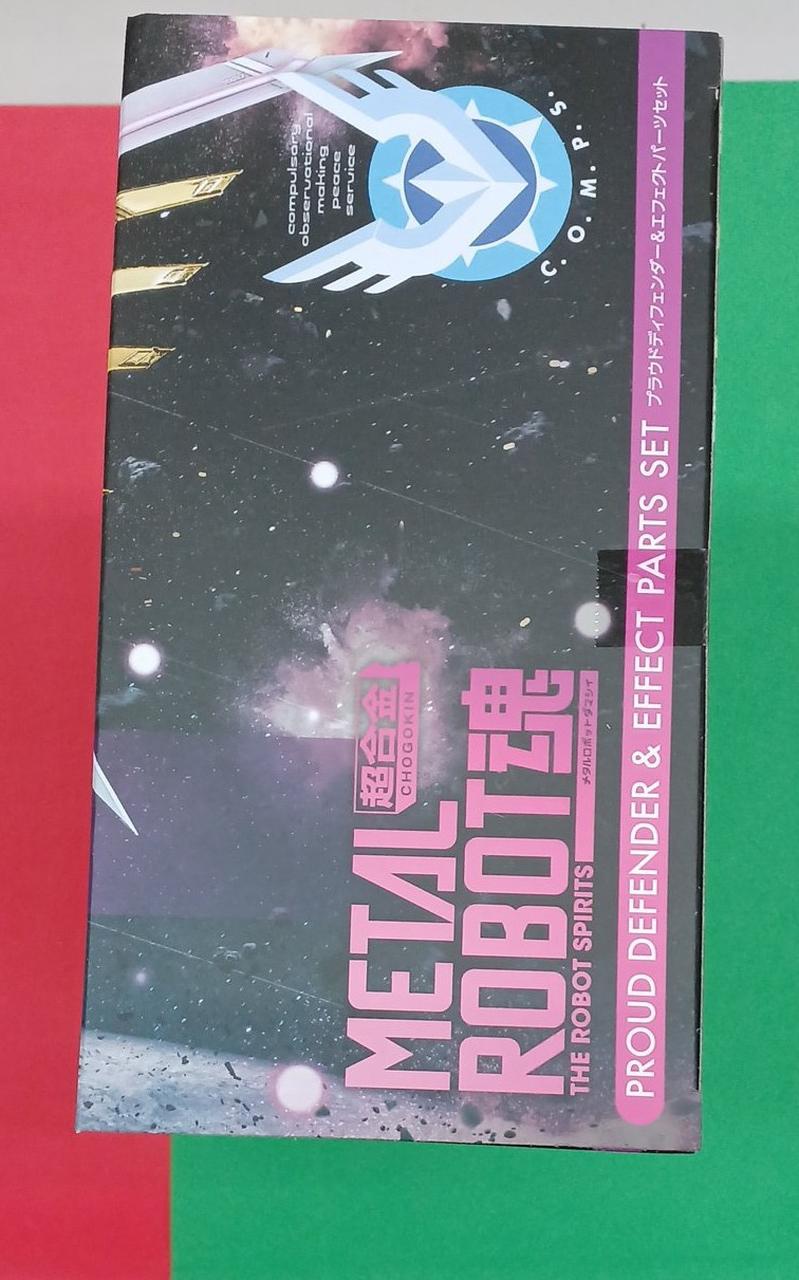 compulsory
observational
making
peace
service
C.O.M.P.S.
超合金
CHOGOKIN
METAL
ROBOT魂
メタルロボットダマシイ
THE ROBOT SPIRITS
PROUD DEFENDER & EFFECT PARTS SET プラウドディフェンダー&エフェクトパーツセット